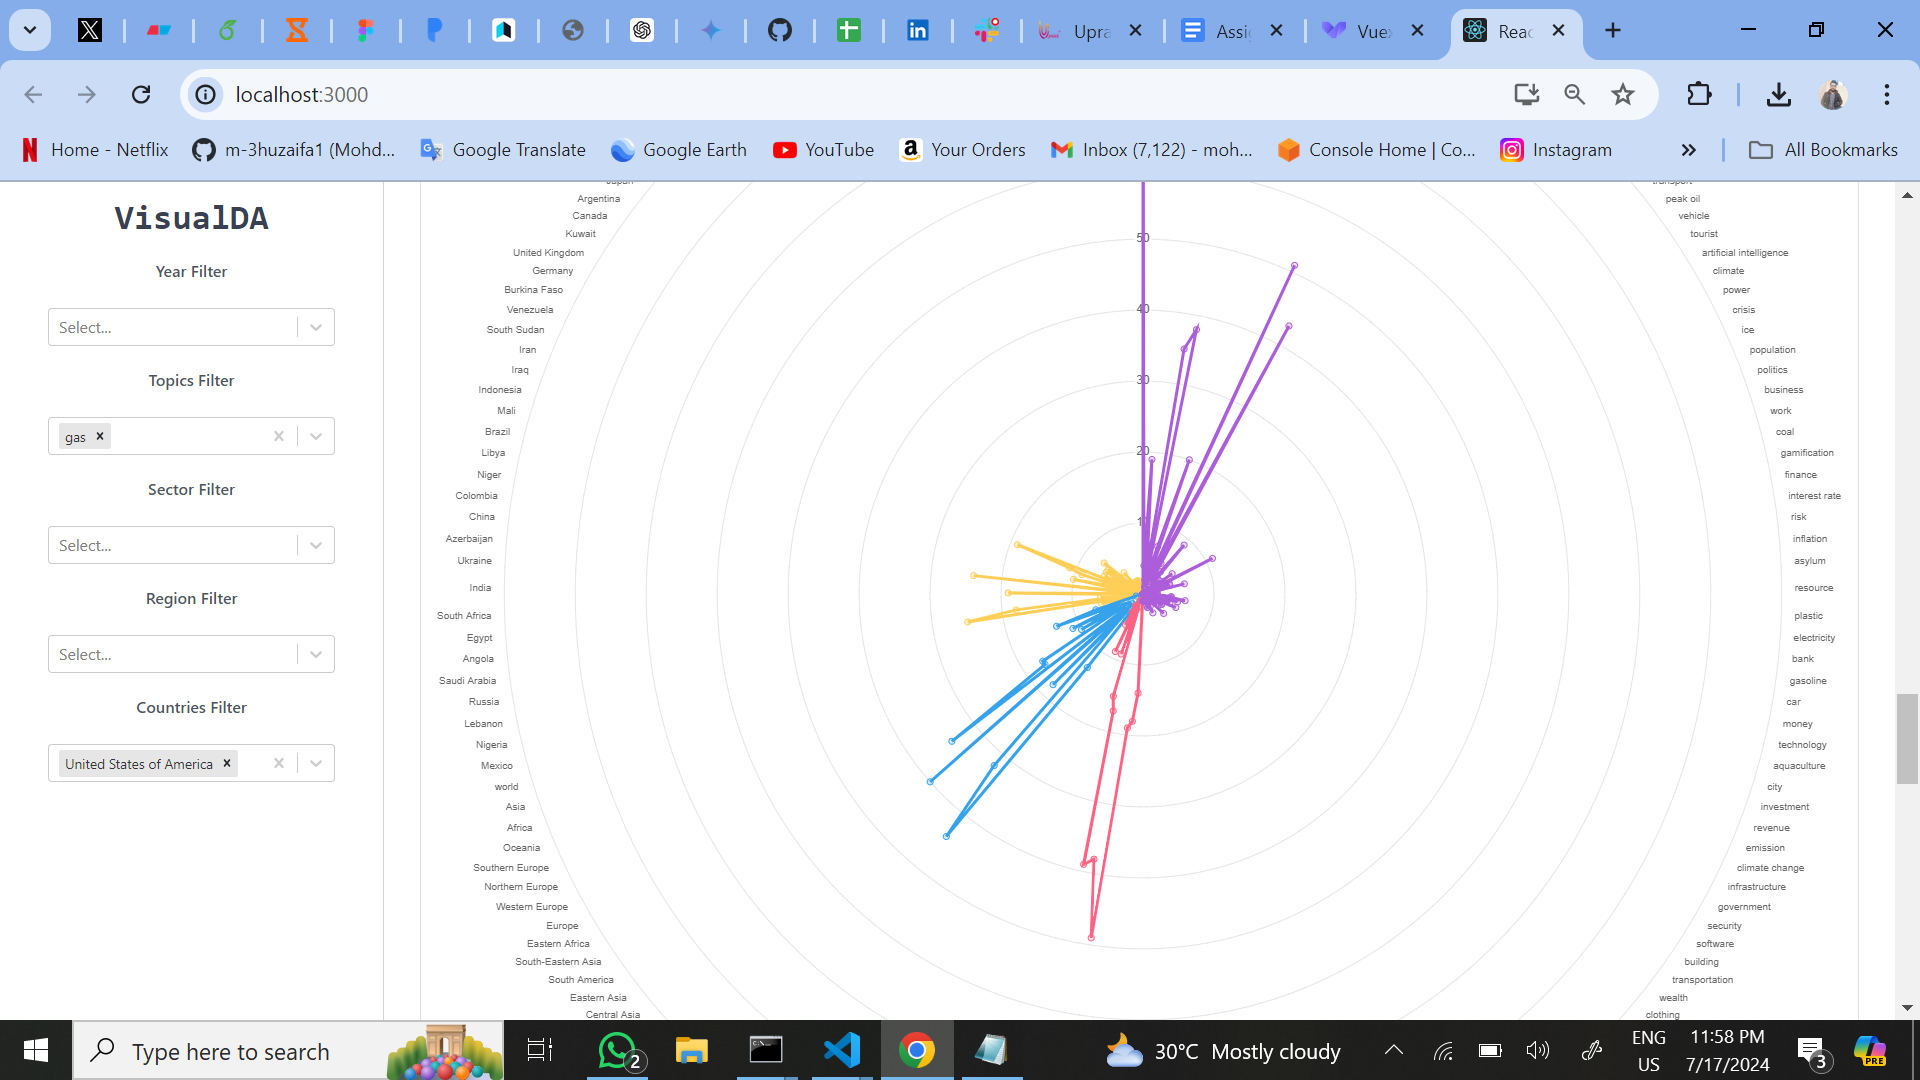 Upra
Assi
Vue
Reac
localhost:3000
Home - Netflix
m-3huzaifa1 (Mohd...
Google Translate
Google Earth
YouTube
Your Orders
Inbox (7,122) - moh...
Console Home | Co...
Instagram
All Bookmarks
VisualDA
Year Filter
Select...
Topics Filter
gas
Sector Filter
Select...
Region Filter
Select...
Countries Filter
United States of America
Japan
Argentina
Canada
Kuwait
United Kingdom
Germany
Burkina Faso
Venezuela
South Sudan
Iran
Iraq
Indonesia
Mali
Brazil
Libya
Niger
Colombia
China
Azerbaijan
Ukraine
India
South Africa
Egypt
Angola
Saudi Arabia
Russia
Lebanon
Nigeria
Mexico
world
Asia
Africa
Oceania
Southern Europe
Northern Europe
Western Europe
Europe
Eastern Africa
South-Eastern Asia
South America
Eastern Asia
Central Asia
50
40
30
20
10
transport
peak oil
vehicle
tourist
artificial intelligence
climate
power
crisis
ice
population
politics
business
work
coal
gamification
finance
interest rate
risk
inflation
asylum
resource
plastic
electricity
bank
gasoline
car
money
technology
aquaculture
city
investment
revenue
emission
climate change
infrastructure
government
security
software
building
transportation
wealth
clothing
Type here to search
2
30°C Mostly cloudy
ENG
US
11:58 PM
7/17/2024
3
PRE